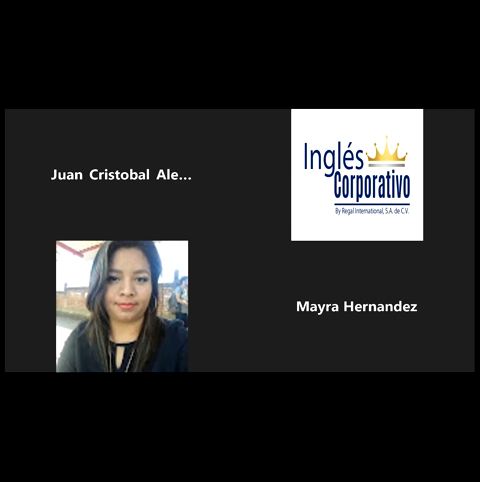 Juan Cristobal Ale...
Inglés
Corporativo
By Regal International, S.A. de C.V.
Mayra Hernandez